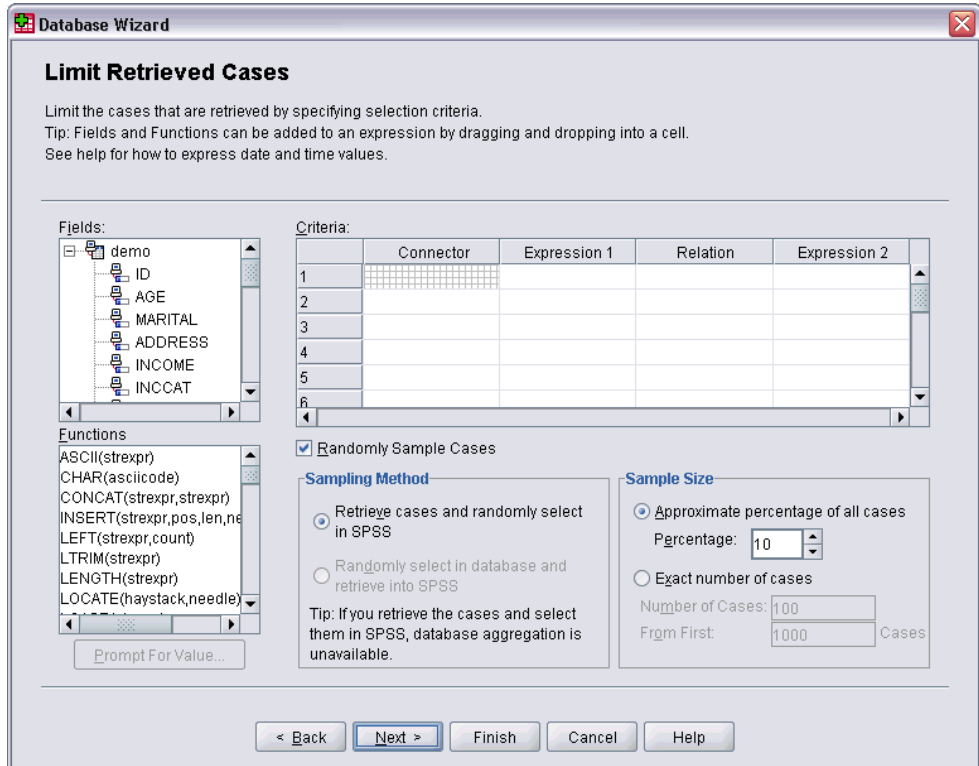 Database Wizard
Limit Retrieved Cases
Limit the cases that are retrieved by specifying selection criteria.
Tip: Fields and Functions can be added to an expression by dragging and dropping into a cell.
See help for how to express date and time values.
Fields:
demo
ID
AGE
MARITAL
ADDRESS
INCOME
INCCAT
Functions
ASCII(strexpr)
CHAR(asciicode)
CONCAT(strexpr,strexpr)
INSERT(strexpr,pos,len,ne
LEFT(strexpr,count)
LTRIM(strexpr)
LENGTH(strexpr)
LOCATE(haystack,needle)
Prompt For Value...
Criteria:
Connector Expression 1 Relation Expression 2
1
2
3
4
5
6
Randomly Sample Cases
Sampling Method
Retrieve cases and randomly select
in SPSS
Randomly select in database and
retrieve into SPSS
Tip: If you retrieve the cases and select
them in SPSS, database aggregation is
unavailable.
Sample Size
Approximate percentage of all cases
Percentage: 10
Exact number of cases
Number of Cases: 100
From First: 1000 Cases
< Back Next > Finish Cancel Help